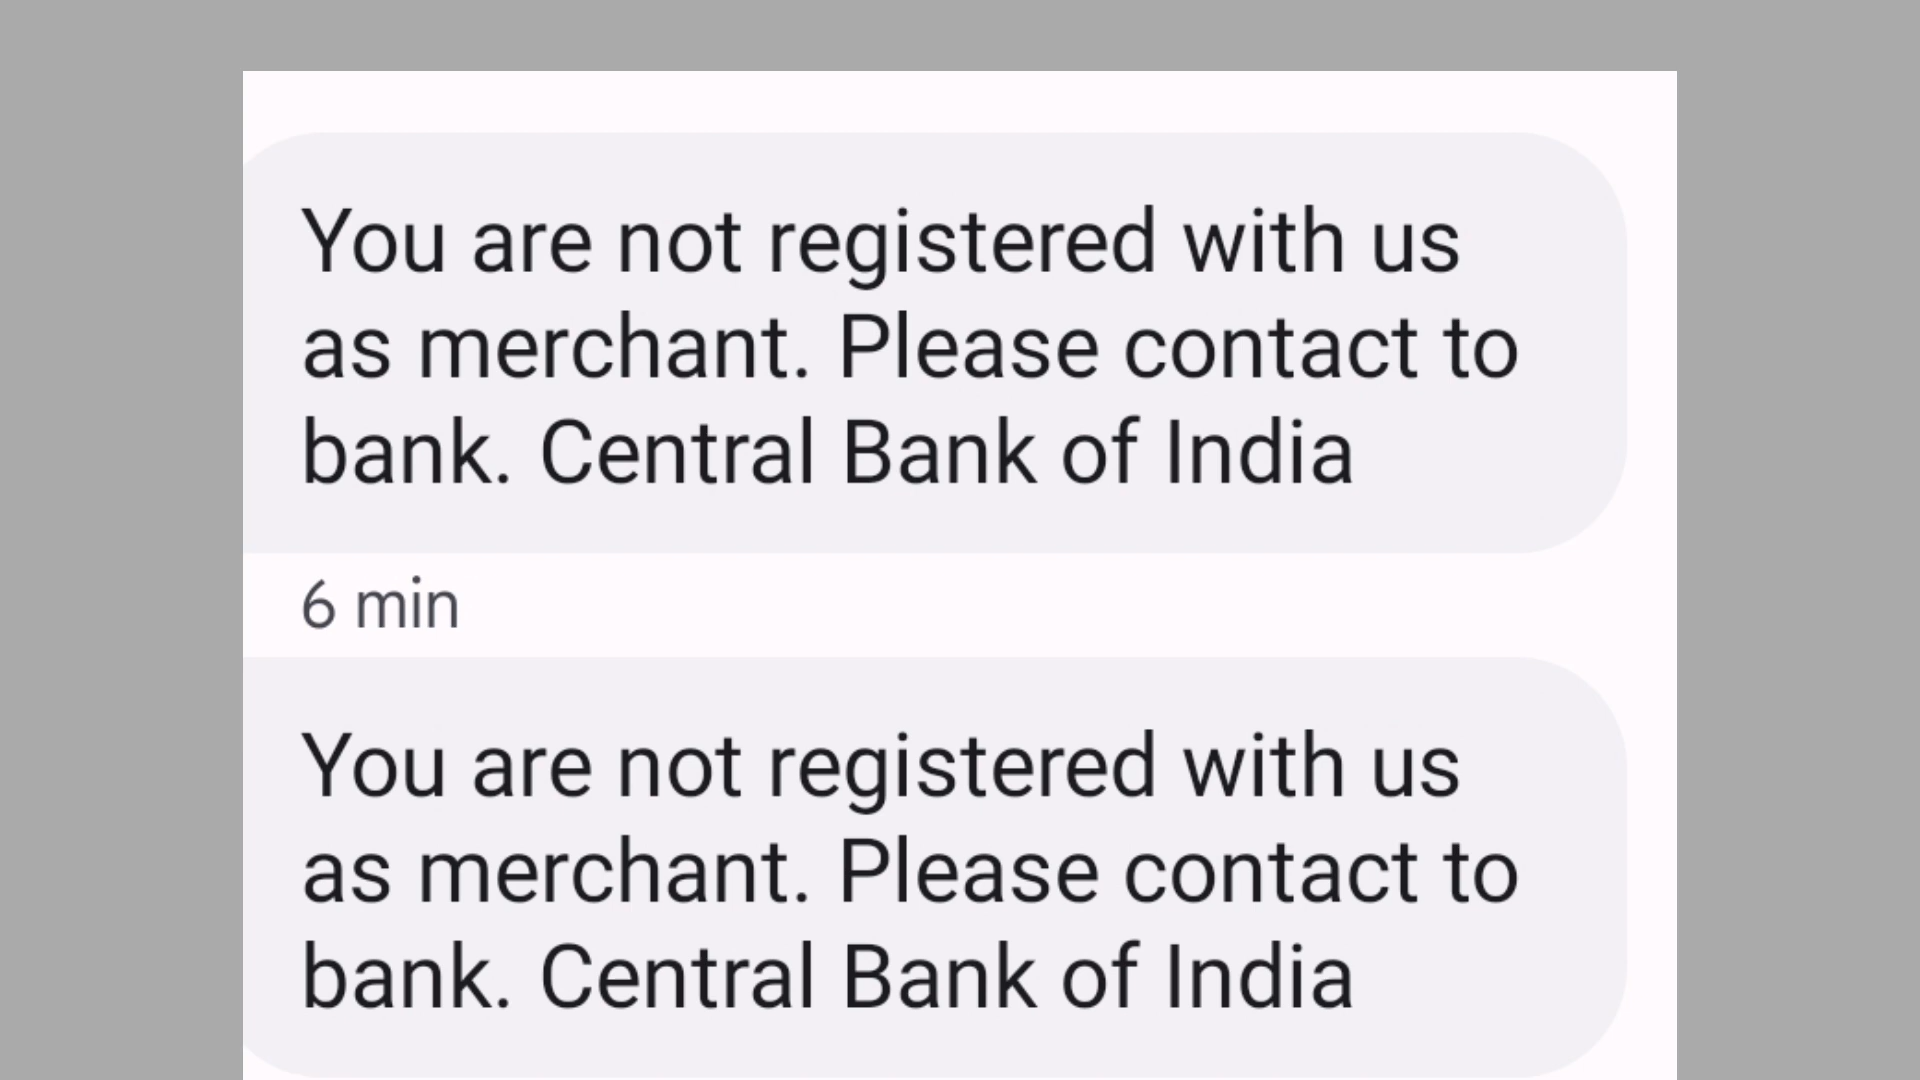 You are not registered with us
as merchant. Please contact to
bank. Central Bank of India
6 min
You are not registered with us
as merchant. Please contact to
bank. Central Bank of India